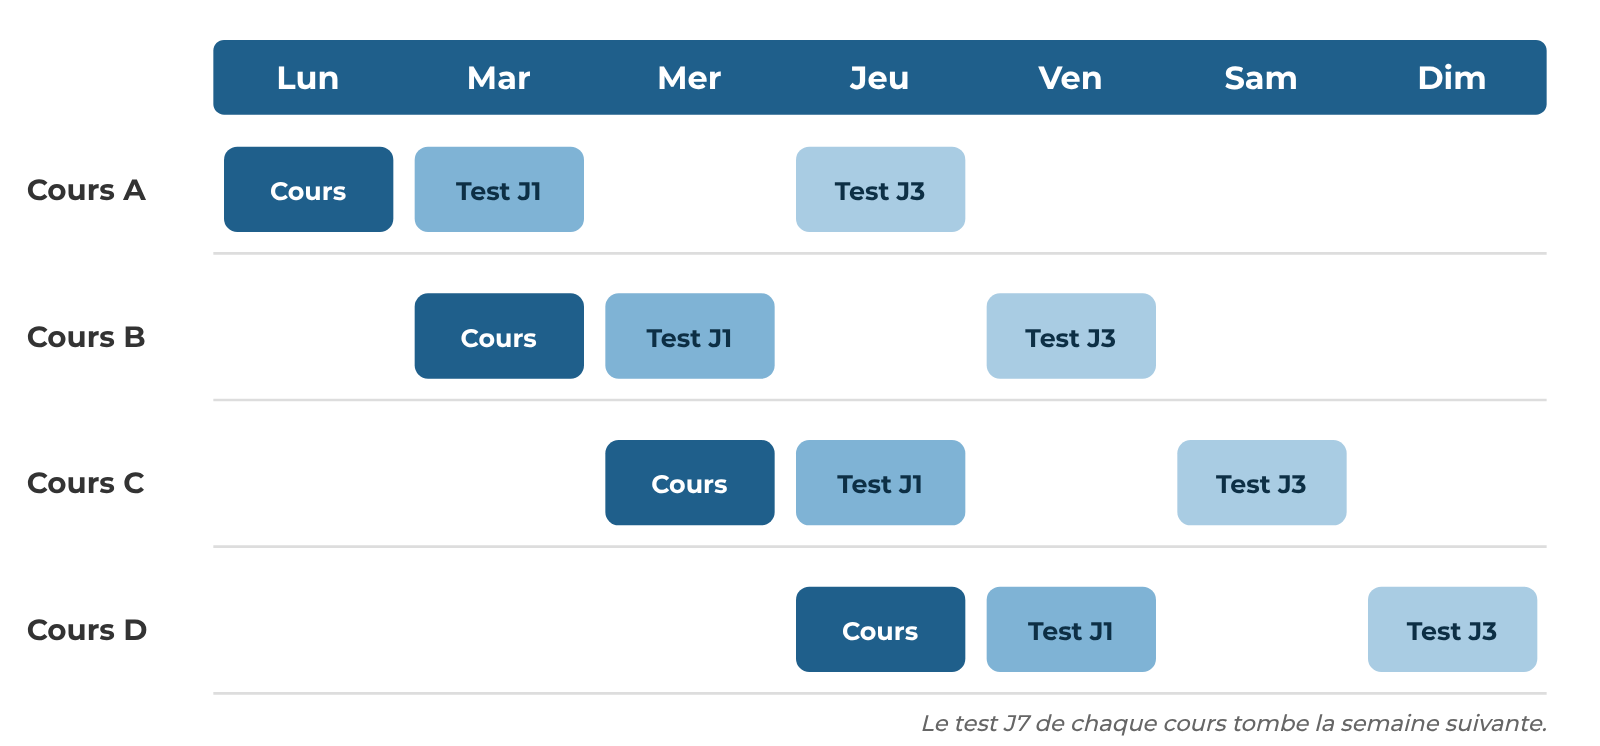 Lun Mar Mer Jeu Ven Sam Dim
Cours A Cours Test J1 Test J3
Cours B Cours Test J1 Test J3
Cours C Cours Test J1 Test J3
Cours D Cours Test J1 Test J3
Le test J7 de chaque cours tombe la semaine suivante.